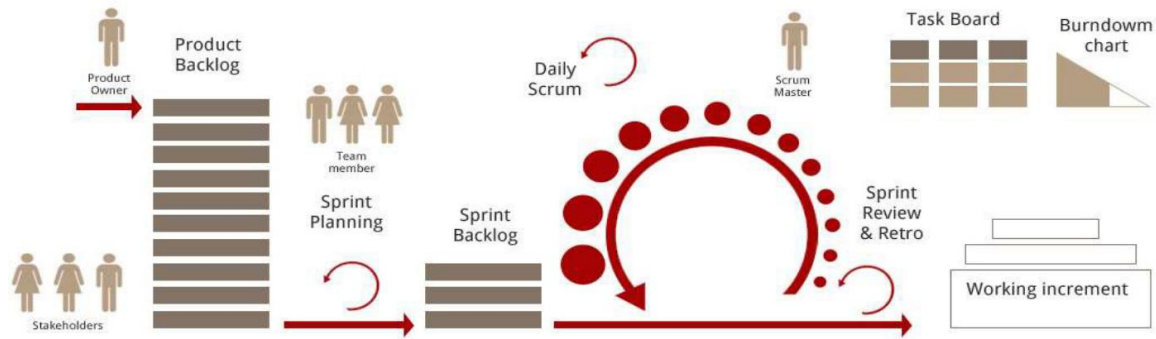 Product
Owner
Product
Backlog
Team
member
Stakeholders
Sprint
Planning
Sprint
Backlog
Daily
Scrum
Scrum
Master
Sprint
Review
& Retro
Task Board
Burndowm
chart
Working increment